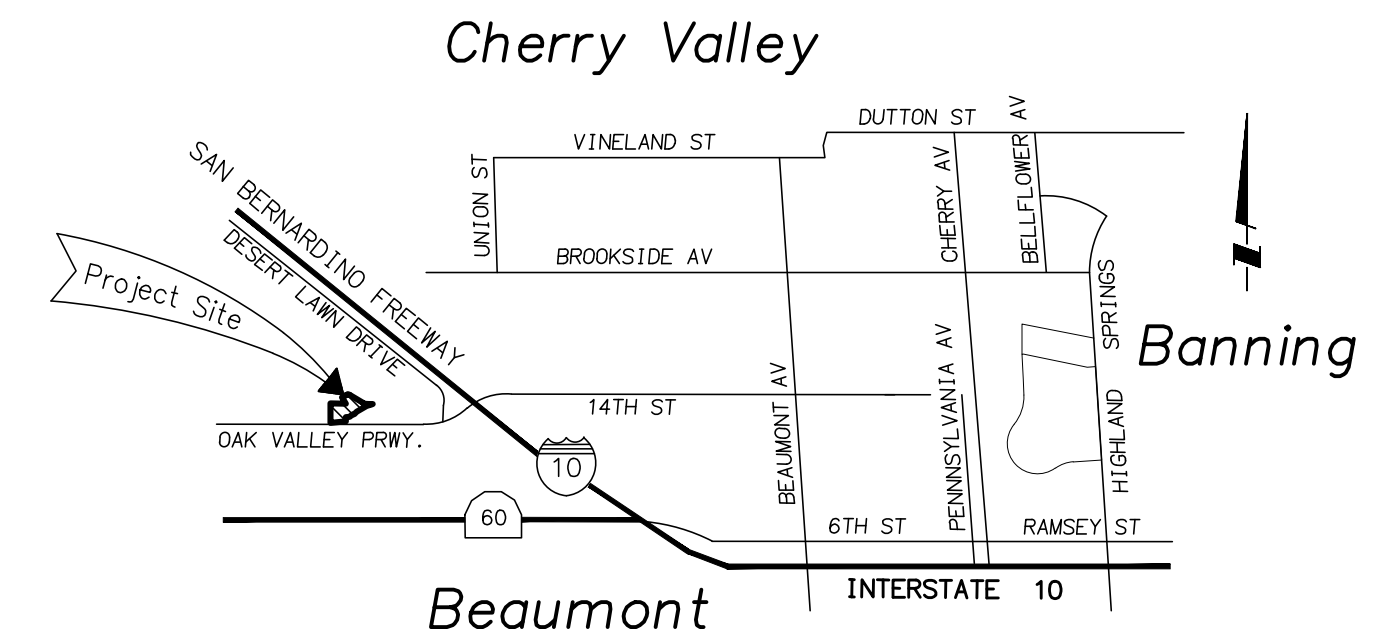 Cherry Valley
DUTTON ST
BELLFLOWER AV
VINELAND ST
SAN BERNARDINO FREEWAY
UNION ST
CHERRY AV
DESERT LAWN DRIVE
BROOKSIDE AV
Project Site
HIGHLAND SPRINGS
Banning
PENNNSYLVANIA AV
BEAUMONT AV
14TH ST
OAK VALLEY PRWY.
10
60
6TH ST
RAMSEY ST
INTERSTATE 10
Beaumont
N